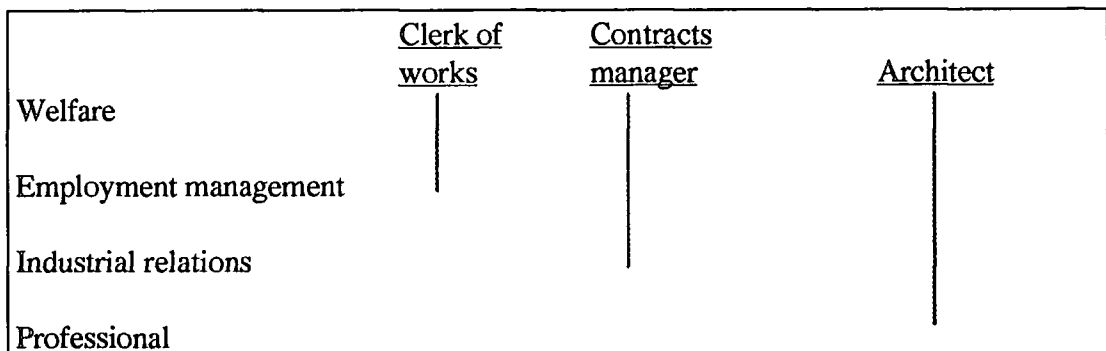 Clerk of Contracts
works manager Architect
Welfare
Employment management
Industrial relations
Professional